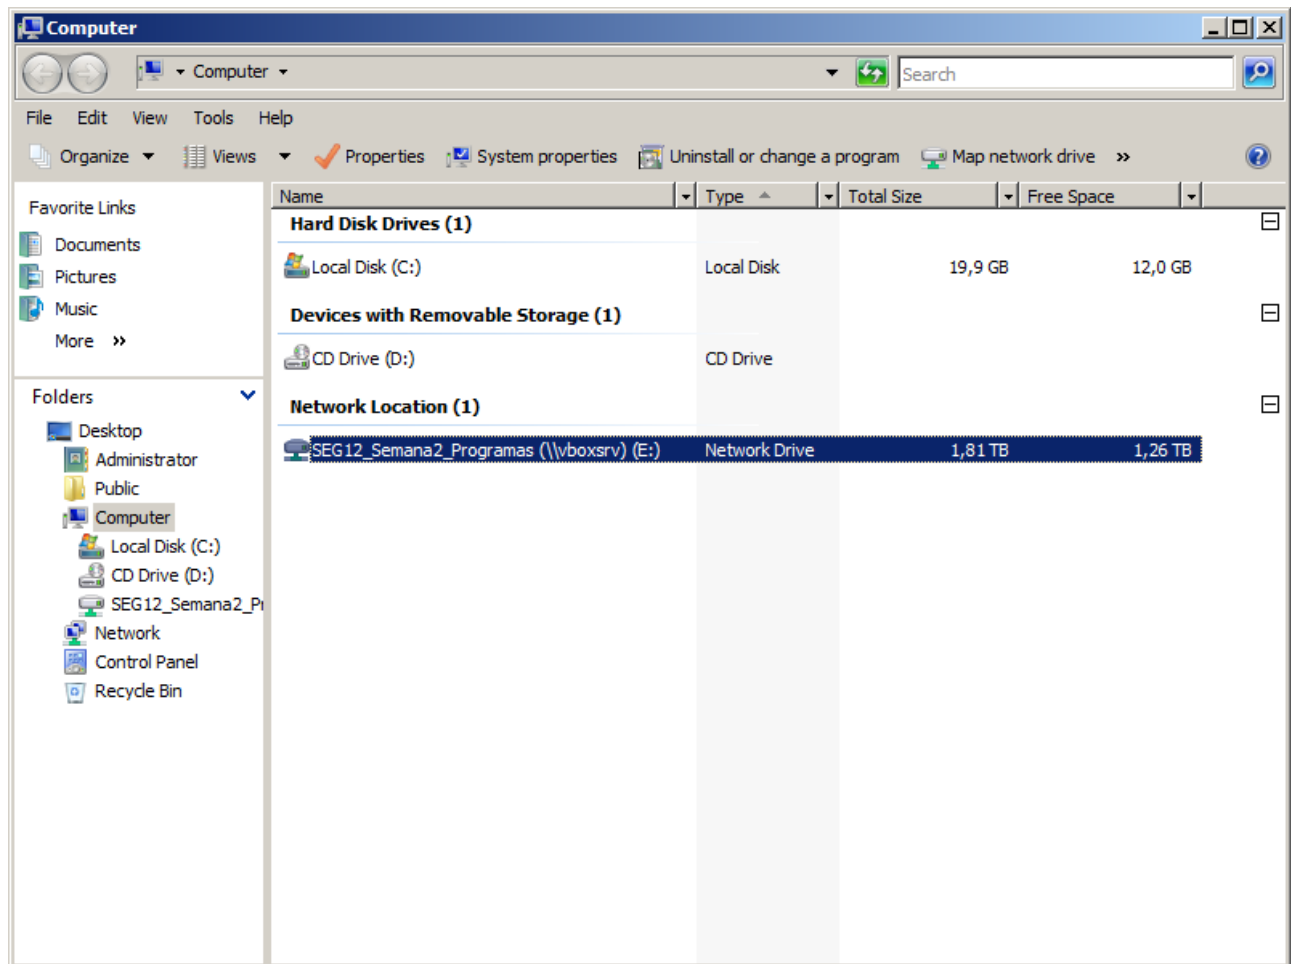 Computer
Computer
Search
File Edit View Tools Help
Organize Views Properties System properties Uninstall or change a program Map network drive »
Favorite Links
Documents
Pictures
Music
More »
Folders
Desktop
Administrator
Public
Computer
Local Disk (C:)
CD Drive (D:)
SEG12_Semana2_Pr
Network
Control Panel
Recycle Bin
Name Type Total Size Free Space
Hard Disk Drives (1)
Local Disk (C:) Local Disk 19,9 GB 12,0 GB
Devices with Removable Storage (1)
CD Drive (D:) CD Drive
Network Location (1)
SEG12_Semana2_Programas (\\vboxsrv) (E:) Network Drive 1,81 TB 1,26 TB